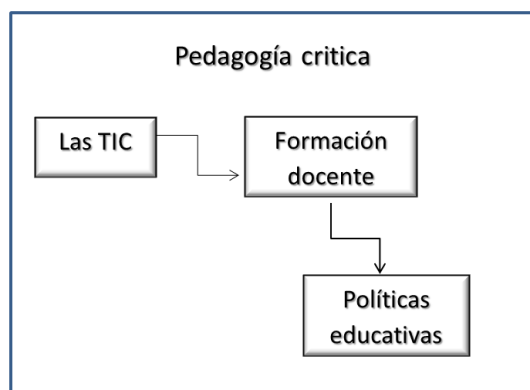 Pedagogía critica
Las TIC
Formación
docente
Políticas
educativas